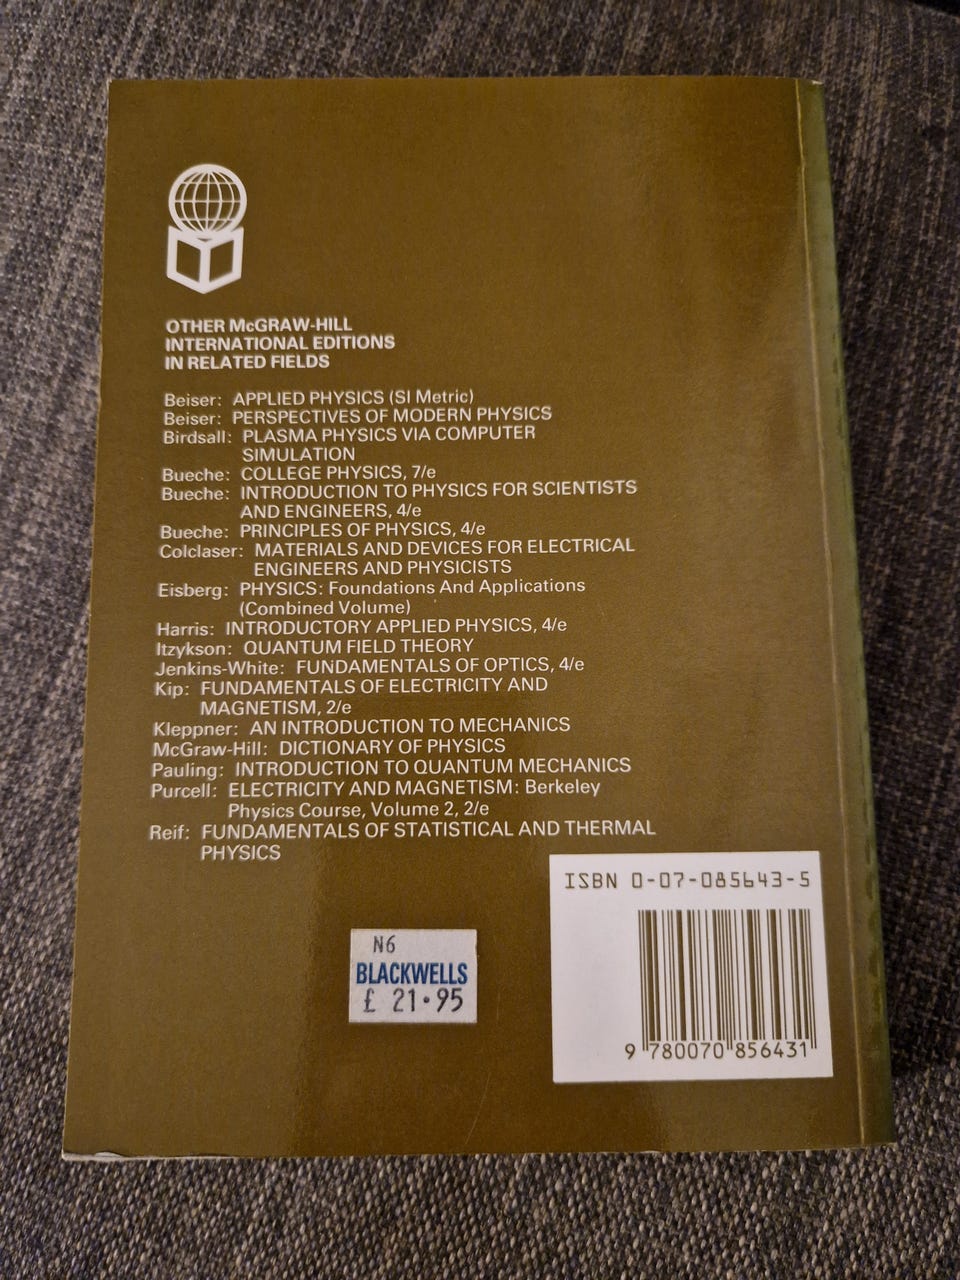 OTHER McGRAW-HILL
INTERNATIONAL EDITIONS
IN RELATED FIELDS
Beiser: APPLIED PHYSICS (SI Metric)
Beiser: PERSPECTIVES OF MODERN PHYSICS
Birdsall: PLASMA PHYSICS VIA COMPUTER
SIMULATION
Bueche: COLLEGE PHYSICS, 7/e
Bueche: INTRODUCTION TO PHYSICS FOR SCIENTISTS
AND ENGINEERS, 4/e
Bueche: PRINCIPLES OF PHYSICS, 4/e
Colclaser: MATERIALS AND DEVICES FOR ELECTRICAL
ENGINEERS AND PHYSICISTS
Eisberg: PHYSICS: Foundations And Applications
(Combined Volume)
Harris: INTRODUCTORY APPLIED PHYSICS, 4/e
Itzykson: QUANTUM FIELD THEORY
Jenkins-White: FUNDAMENTALS OF OPTICS, 4/e
Kip: FUNDAMENTALS OF ELECTRICITY AND
MAGNETISM, 2/e
Kleppner: AN INTRODUCTION TO MECHANICS
McGraw-Hill: DICTIONARY OF PHYSICS
Pauling: INTRODUCTION TO QUANTUM MECHANICS
Purcell: ELECTRICITY AND MAGNETISM: Berkeley
Physics Course, Volume 2, 2/e
Reif: FUNDAMENTALS OF STATISTICAL AND THERMAL
PHYSICS
ISBN 0-07-085643-5
9 780070 856431
N6
BLACKWELLS
£ 21·95